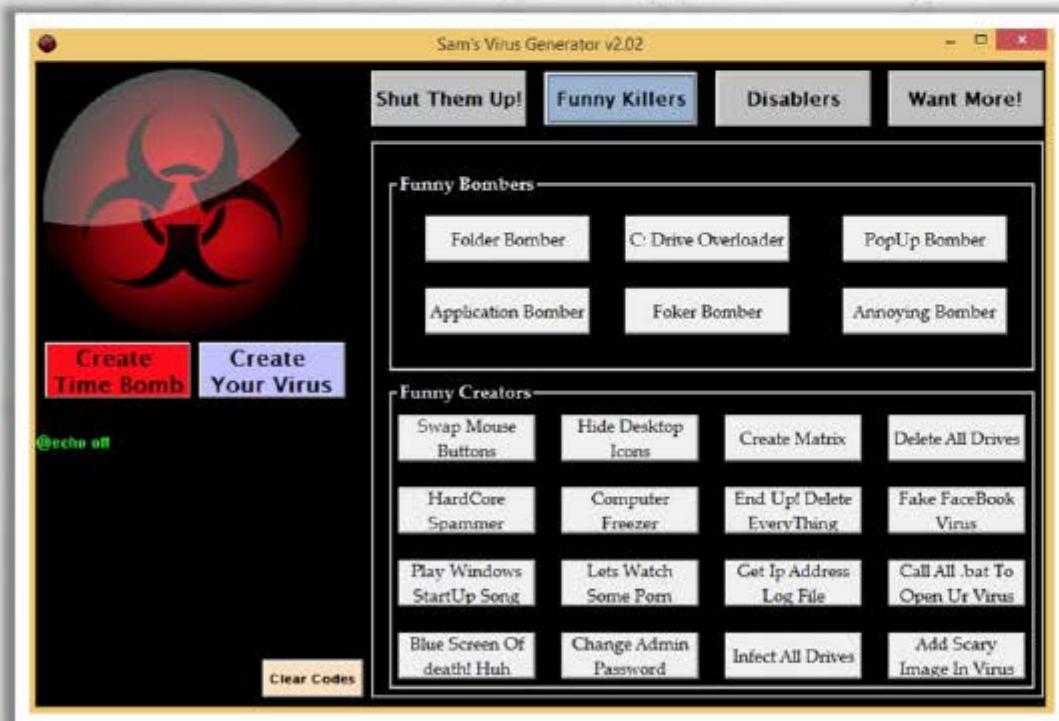 Sam's Virus Generator v2.02
Shut Them Up!
Funny Killers
Disablers
Want More!
Create
Time Bomb
Create
Your Virus
@echo off
Clear Codes
Funny Bombers
Folder Bomber
C: Drive Overloader
PopUp Bomber
Application Bomber
Foker Bomber
Annoying Bomber
Funny Creators
Swap Mouse
Buttons
Hide Desktop
Icons
Create Matrix
Delete All Drives
HardCore
Spammer
Computer
Freezer
End Up! Delete
EveryThing
Fake FaceBook
Virus
Play Windows
StartUp Song
Lets Watch
Some Porn
Get Ip Address
Log File
Call All .bat To
Open Ur Virus
Blue Screen Of
death! Huh
Change Admin
Password
Infect All Drives
Add Scary
Image In Virus